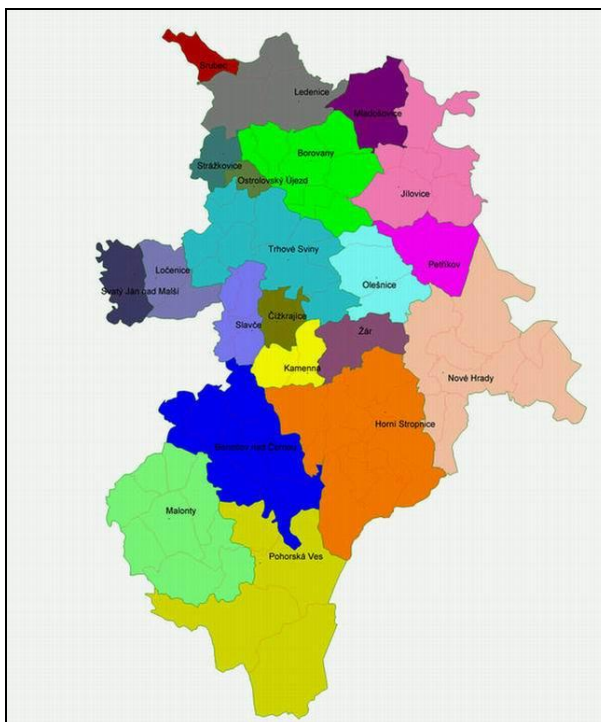 Srubec
Ledenice
Mladošovice
Borovany
Strážkovice
Ostrolovský Újezd
Jílovice
Trhové Sviny
Petříkov
Ločenice
Olešnice
Svatý Ján nad Malší
Čížkrajice
Slavče
Žár
Kamenná
Nové Hrady
Horní Stropnice
Benešov nad Černou
Malonty
Pohorská Ves